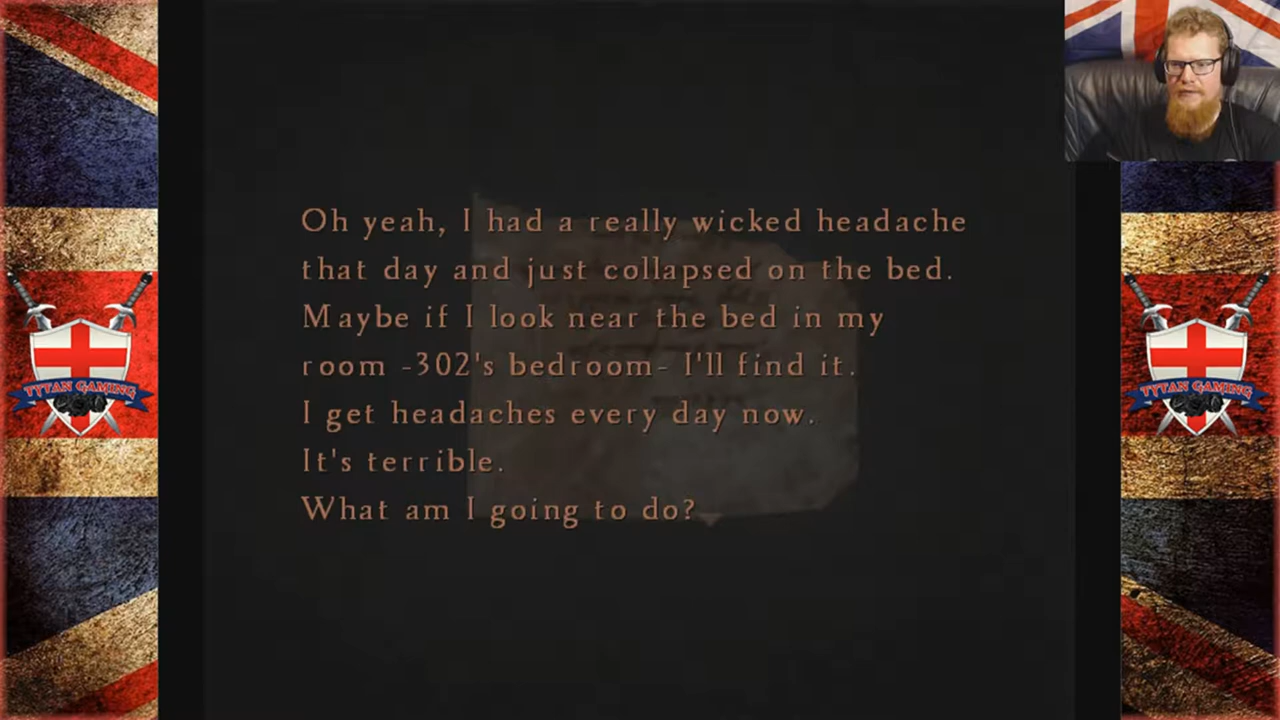 Oh yeah, I had a really wicked headache
that day and just collapsed on the bed.
Maybe if I look near the bed in my
room -302's bedroom- I'll find it.
I get headaches every day now.
It's terrible.
What am I going to do?
TYTAN GAMING
TYTAN GAMING